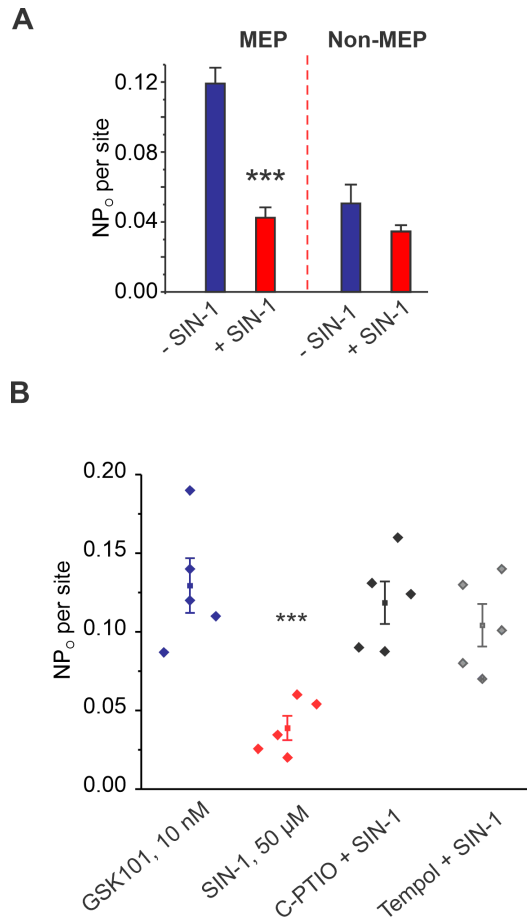 A
MEP Non-MEP
NPO per site
0.12
0.08
0.04
0.00
***
- SIN-1
+ SIN-1
- SIN-1
+ SIN-1
B
NPO per site
0.20
0.15
0.10
0.05
0.00
***
GSK101, 10 nM
SIN-1, 50 µM
C-PTIO + SIN-1
Tempol + SIN-1